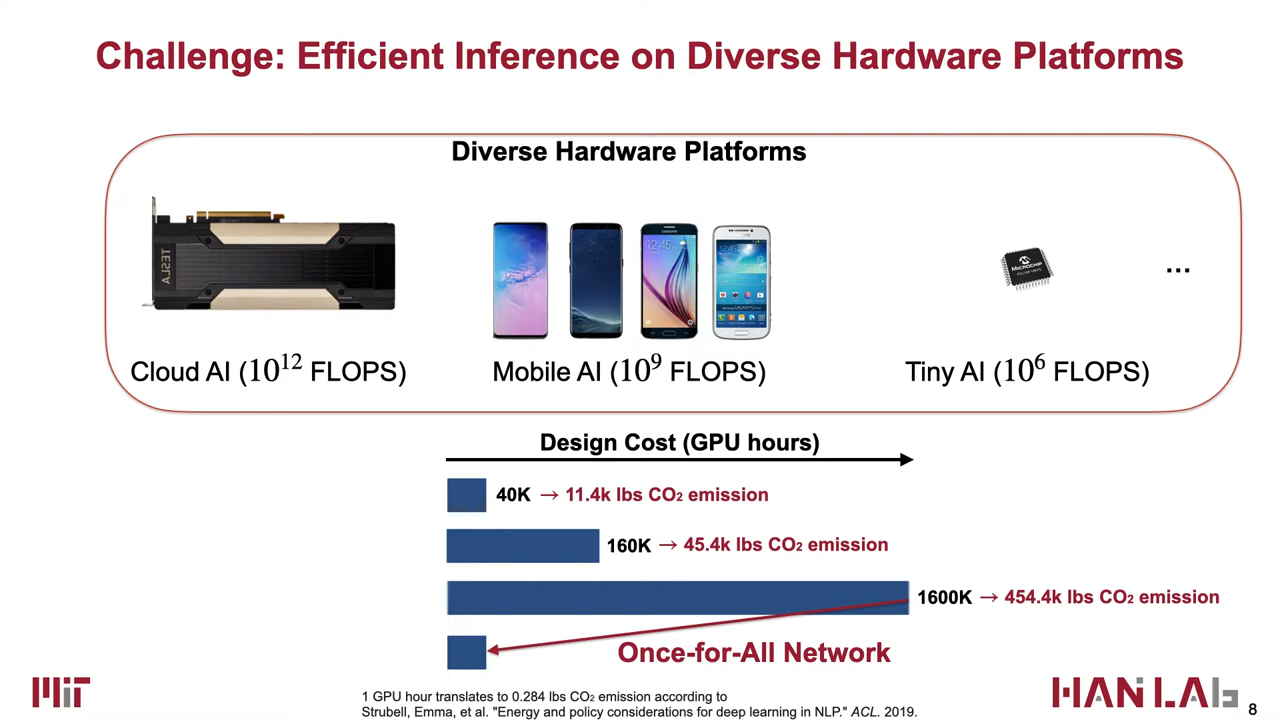 Challenge: Efficient Inference on Diverse Hardware Platforms
Diverse Hardware Platforms
TESLA
MICROCHIP
...
Cloud AI (10¹² FLOPS)
Mobile AI (10⁹ FLOPS)
Tiny AI (10⁶ FLOPS)
Design Cost (GPU hours)
40K → 11.4k lbs CO₂ emission
160K → 45.4k lbs CO₂ emission
1600K → 454.4k lbs CO₂ emission
Once-for-All Network
1 GPU hour translates to 0.284 lbs CO₂ emission according to
Strubell, Emma, et al. "Energy and policy considerations for deep learning in NLP." ACL. 2019.
MIT
HAN LAB
8